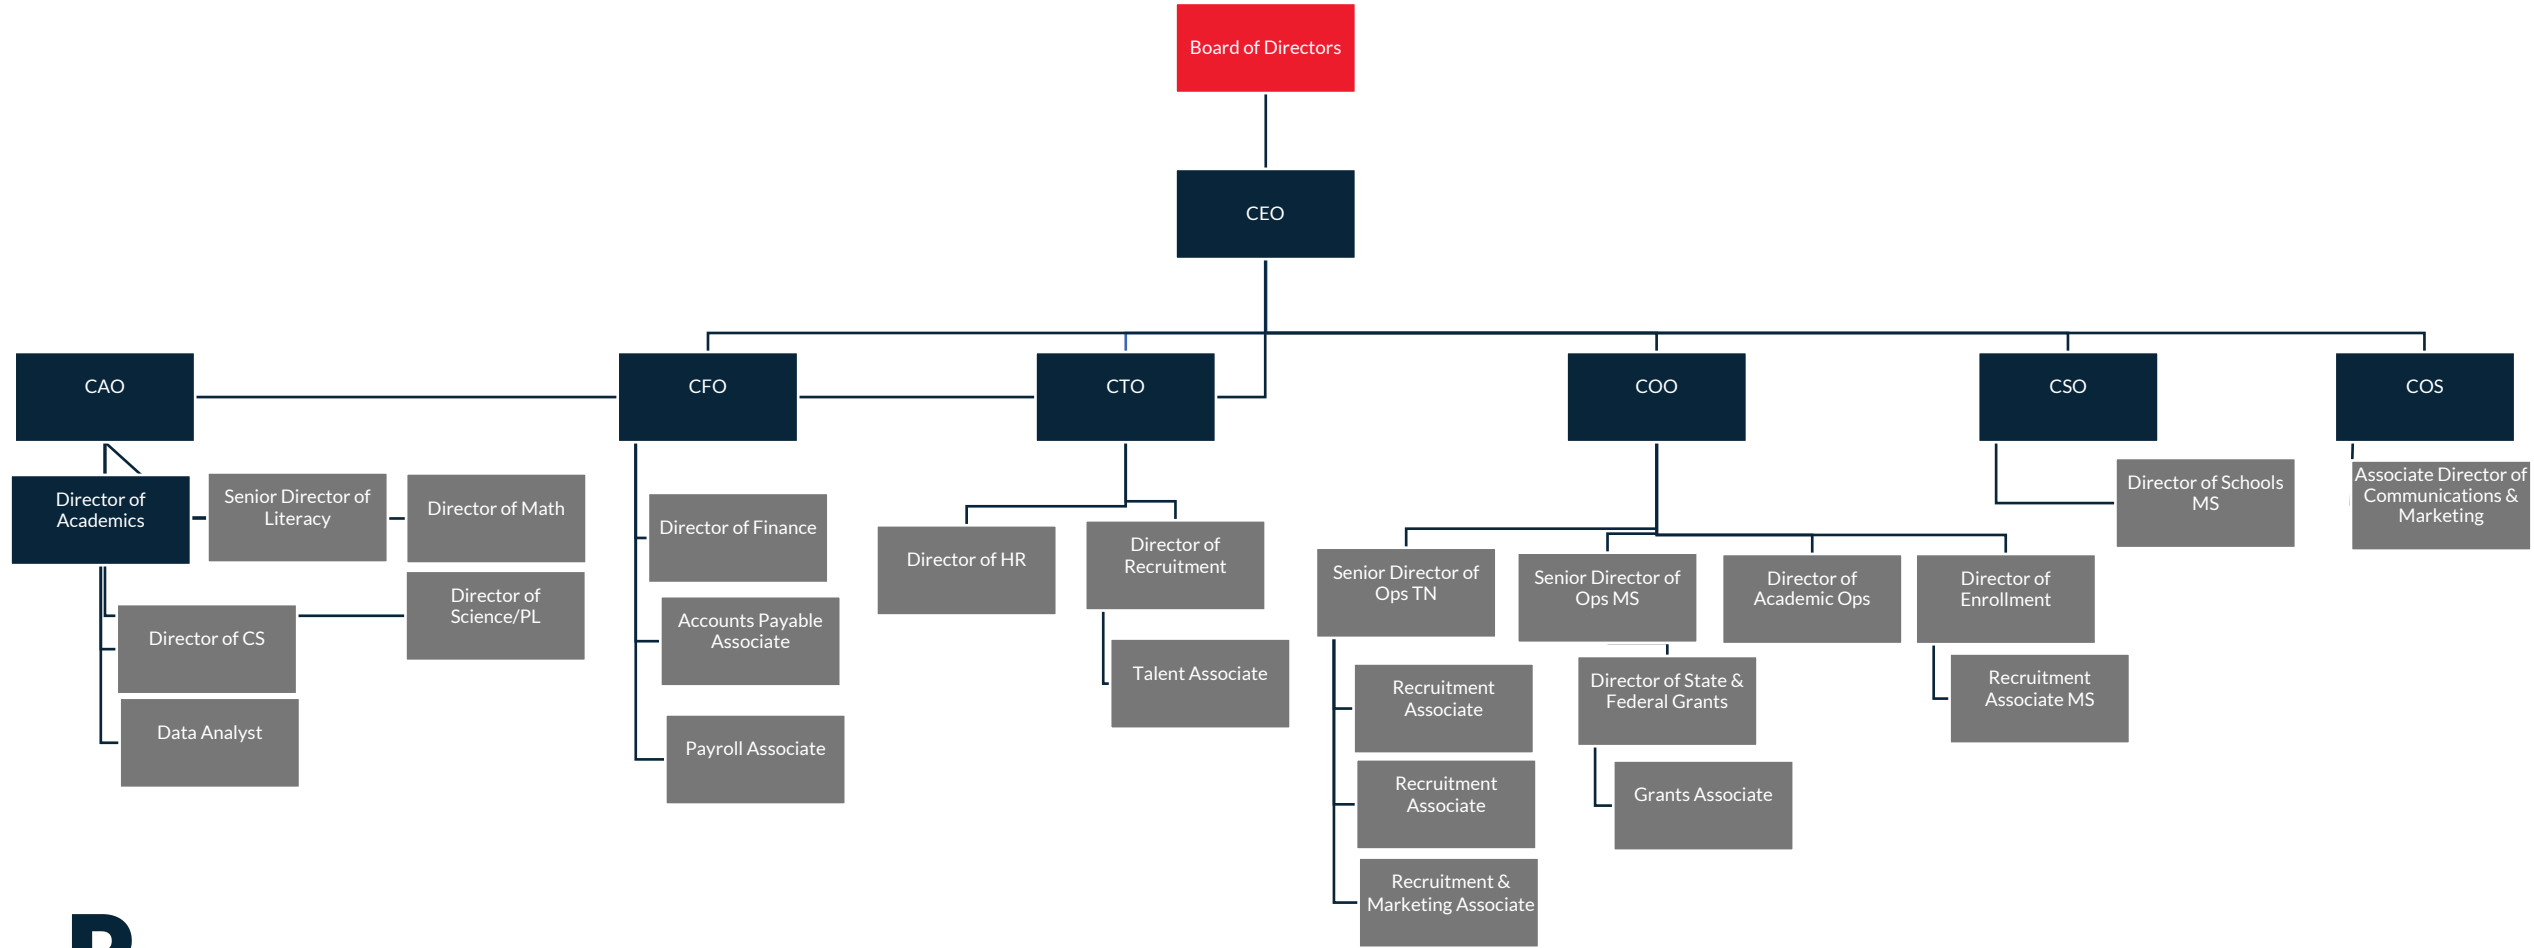 Board of Directors
CEO
CAO
CFO
CTO
COO
CSO
COS
Director of
Academics
Senior Director of
Literacy
Director of Math
Director of CS
Director of
Science/PL
Data Analyst
Director of Finance
Accounts Payable
Associate
Payroll Associate
Director of HR
Director of
Recruitment
Talent Associate
Senior Director of
Ops TN
Recruitment
Associate
Recruitment
Associate
Recruitment &
Marketing Associate
Senior Director of
Ops MS
Director of State &
Federal Grants
Grants Associate
Director of
Academic Ops
Director of
Enrollment
Recruitment
Associate MS
Director of Schools
MS
Associate Director of
Communications &
Marketing